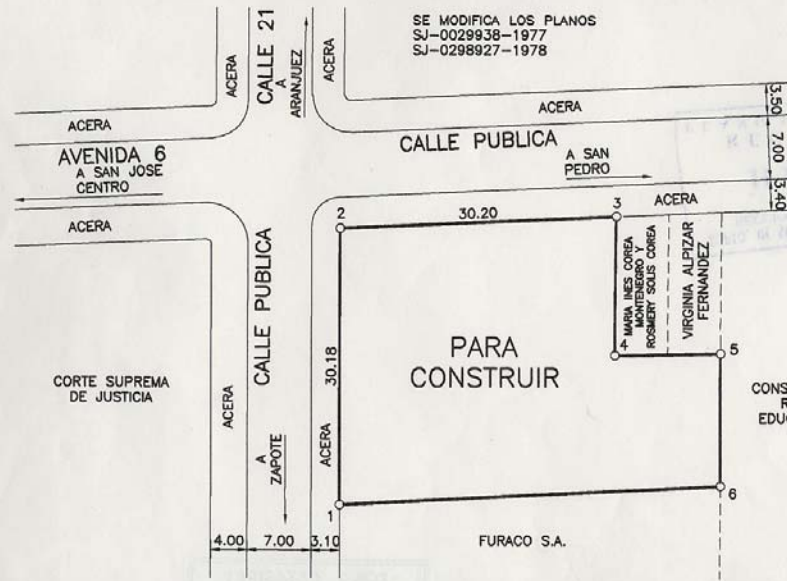 SE MODIFICA LOS PLANOS
SJ-0029938-1977
SJ-0298927-1978
CALLE 21
A
ARANJUEZ
ACERA
ACERA
ACERA
ACERA
3.50
7.00
3.40
AVENIDA 6
A SAN JOSE
CENTRO
CALLE PUBLICA
A SAN
PEDRO
ACERA
ACERA
2
30.20
3
MARIA INES COREA
MONTENEGRO Y
ROSMERY SOLIS COREA
VIRGINIA ALPIZAR
FERNANDEZ
CALLE PUBLICA
30.18
PARA
CONSTRUIR
4
5
CORTE SUPREMA
DE JUSTICIA
ACERA
A
ZAPOTE
ACERA
CONS
R
EDU
1
6
4.00
7.00
3.10
FURACO S.A.